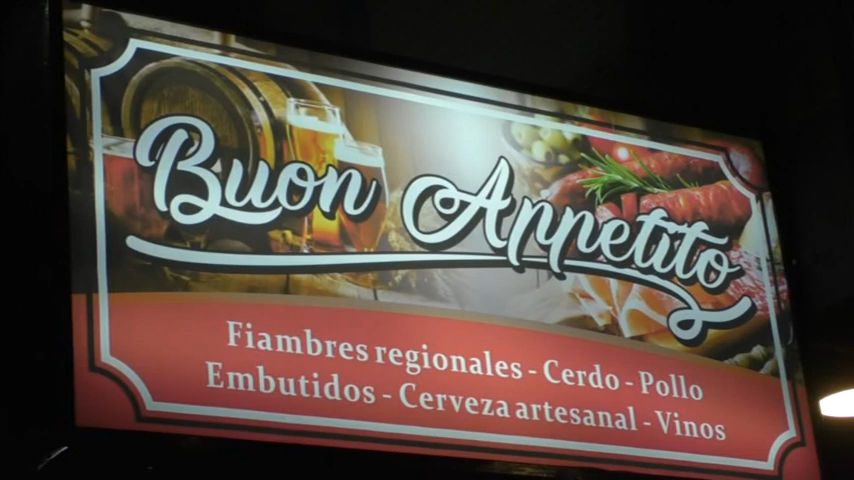 Buon Appetito
Fiambres regionales - Cerdo - Pollo
Embutidos - Cerveza artesanal - Vinos